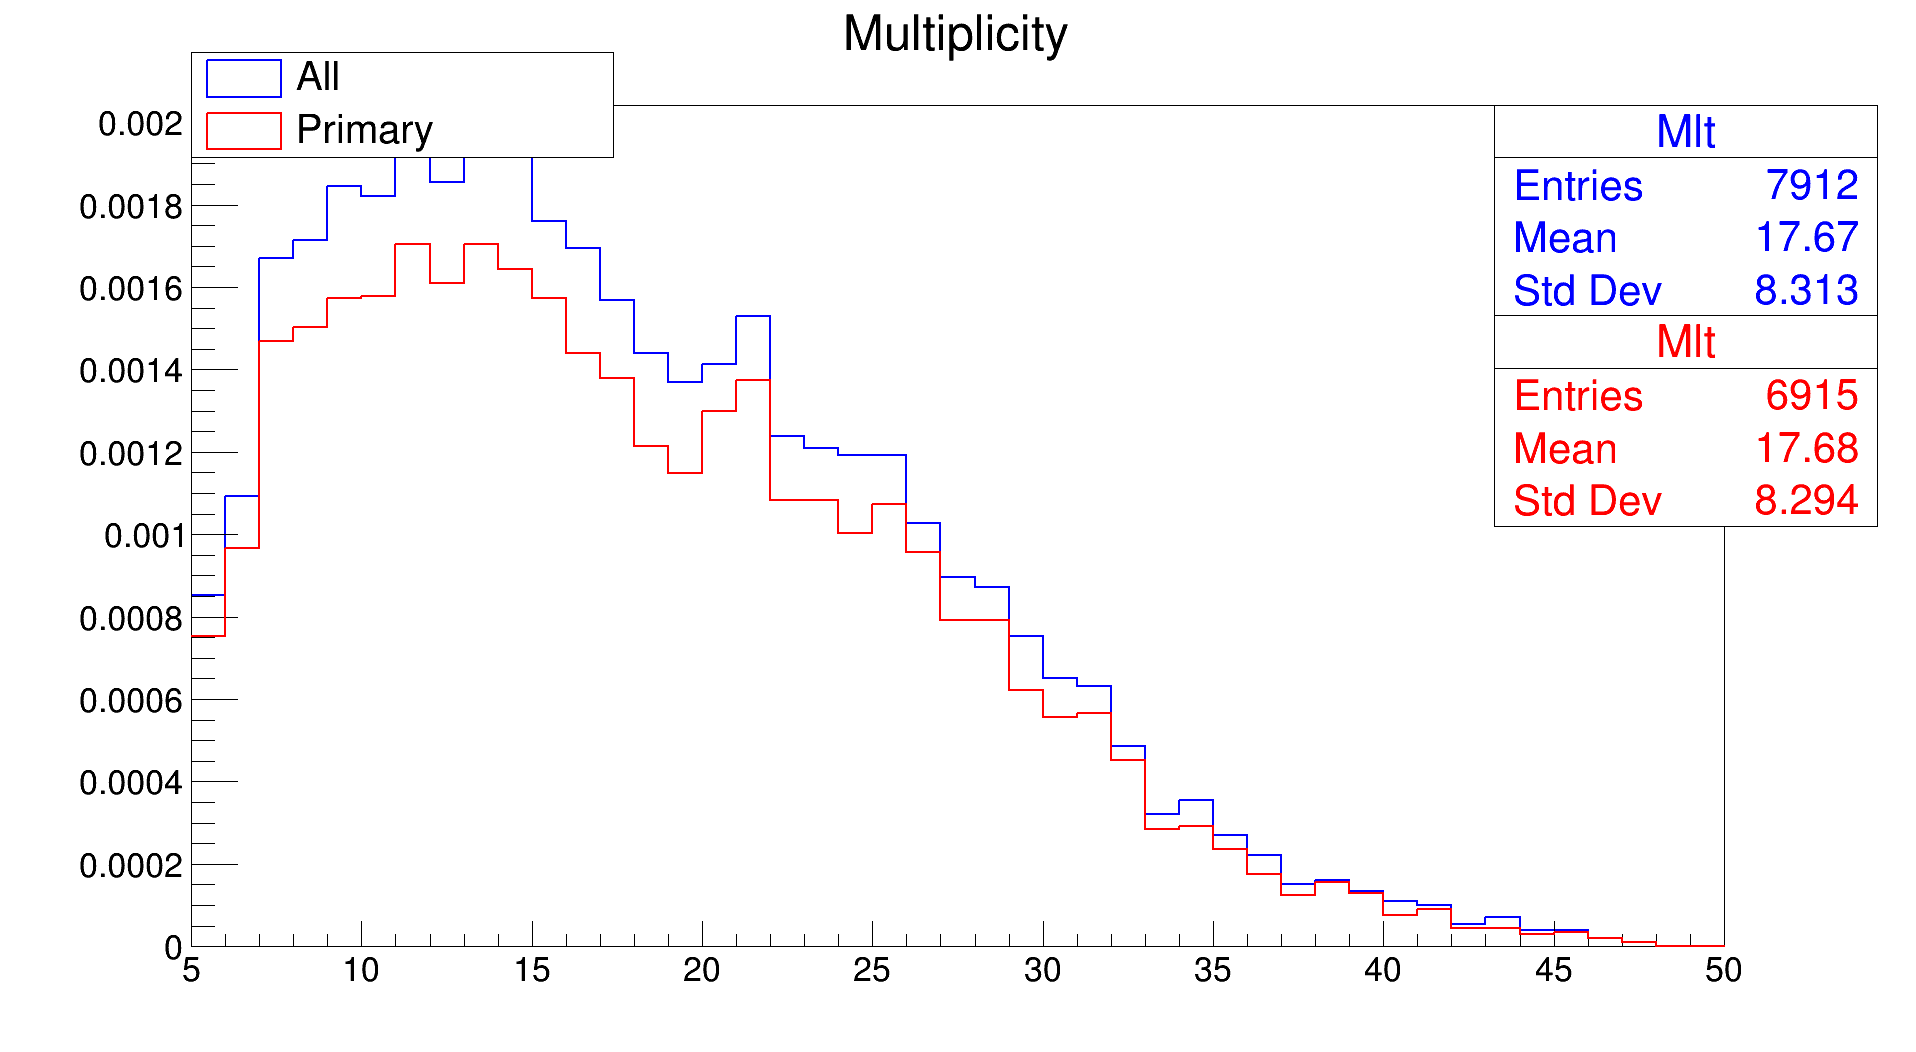 Multiplicity
All
Primary
Mlt
Entries 7912
Mean 17.67
Std Dev 8.313
Mlt
Entries 6915
Mean 17.68
Std Dev 8.294
0.002
0.0018
0.0016
0.0014
0.0012
0.001
0.0008
0.0006
0.0004
0.0002
0
5 10 15 20 25 30 35 40 45 50